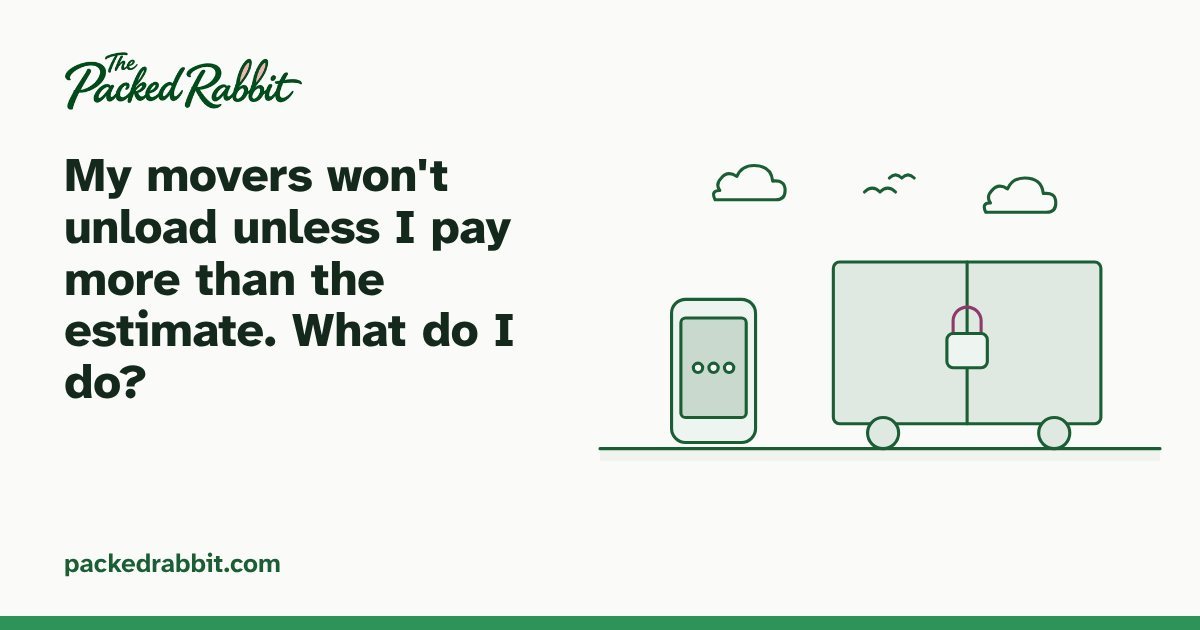 The
Packed Rabbit
My movers won't
unload unless I pay
more than the
estimate. What do I
do?
packedrabbit.com